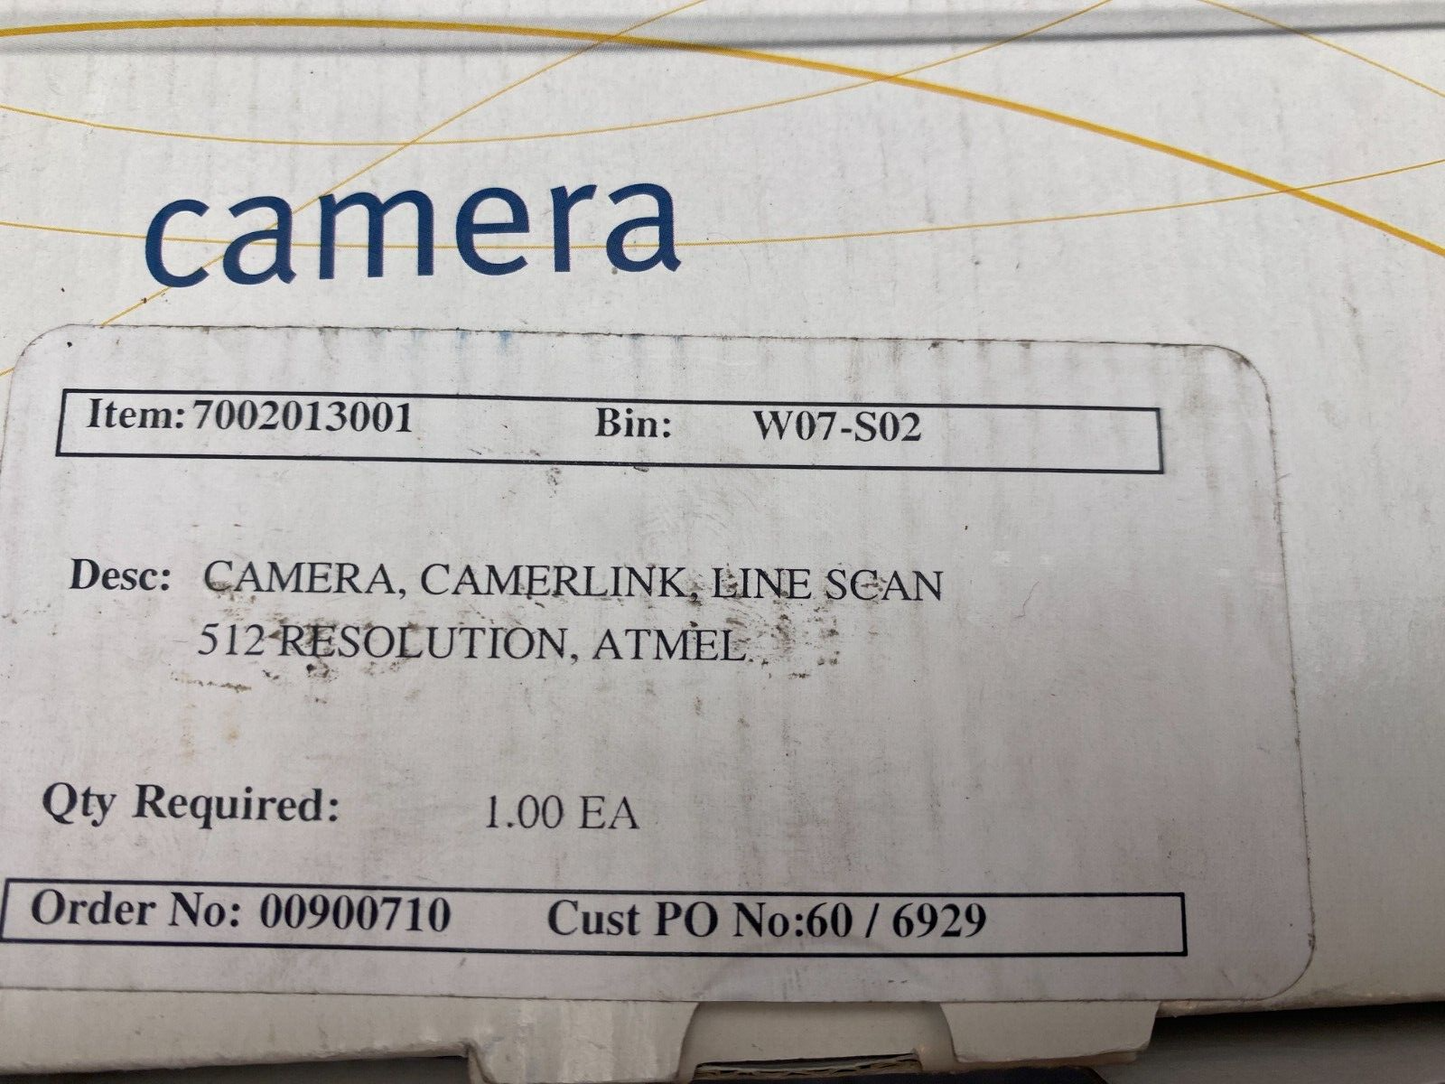 camera
Item: 7002013001 Bin: W07-S02
Desc: CAMERA, CAMERLINK, LINE SCAN
512 RESOLUTION, ATMEL
Qty Required: 1.00 EA
Order No: 00900710 Cust PO No:60 / 6929